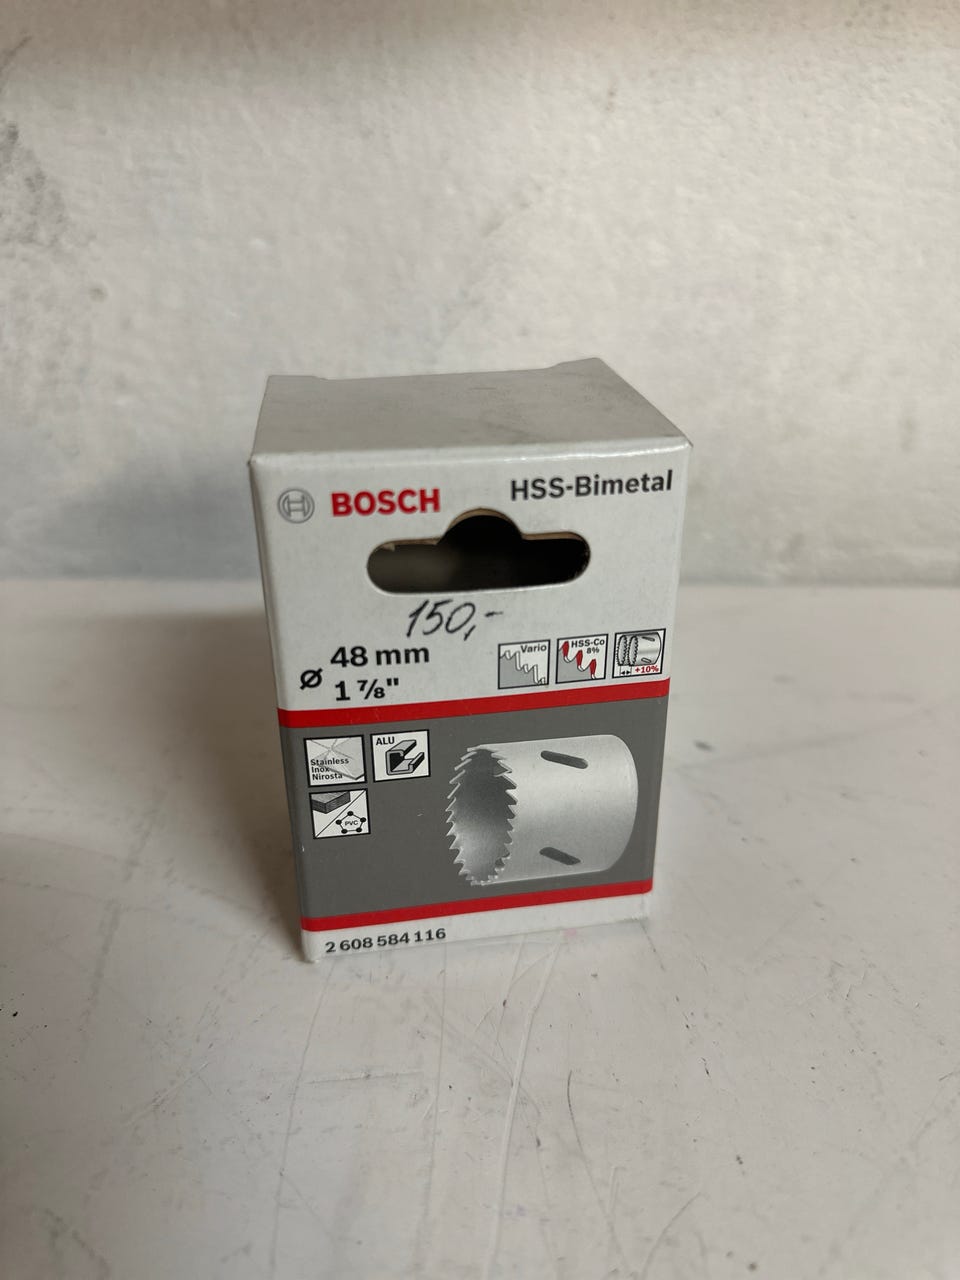 BOSCH
HSS-Bimetal
150,-
Ø 48 mm
1 ⅞"
Vario
HSS-Co
8%
+10%
Stainless
Inox
Nirosta
ALU
PVC
2 608 584 116